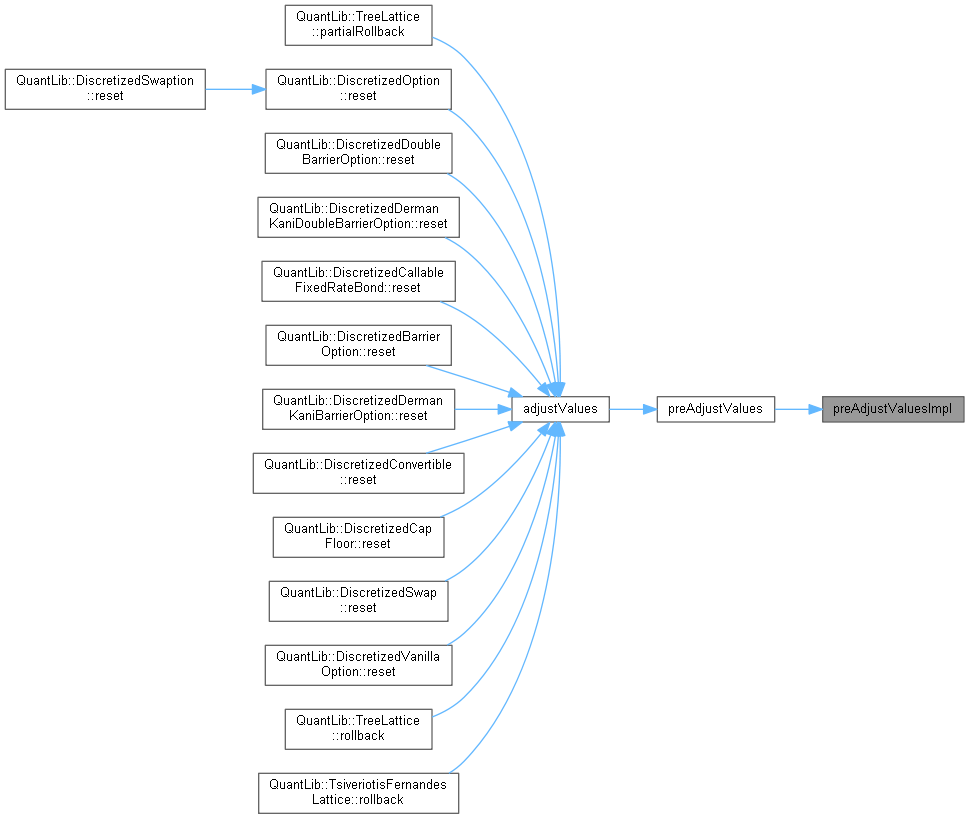 QuantLib::TreeLattice
::partialRollback
QuantLib::DiscretizedSwaption
::reset
QuantLib::DiscretizedOption
::reset
QuantLib::DiscretizedDouble
BarrierOption::reset
QuantLib::DiscretizedDerman
KaniDoubleBarrierOption::reset
QuantLib::DiscretizedCallable
FixedRateBond::reset
QuantLib::DiscretizedBarrier
Option::reset
QuantLib::DiscretizedDerman
KaniBarrierOption::reset
adjustValues
preAdjustValues
preAdjustValuesImpl
QuantLib::DiscretizedConvertible
::reset
QuantLib::DiscretizedCap
Floor::reset
QuantLib::DiscretizedSwap
::reset
QuantLib::DiscretizedVanilla
Option::reset
QuantLib::TreeLattice
::rollback
QuantLib::TsiveriotisFernandes
Lattice::rollback